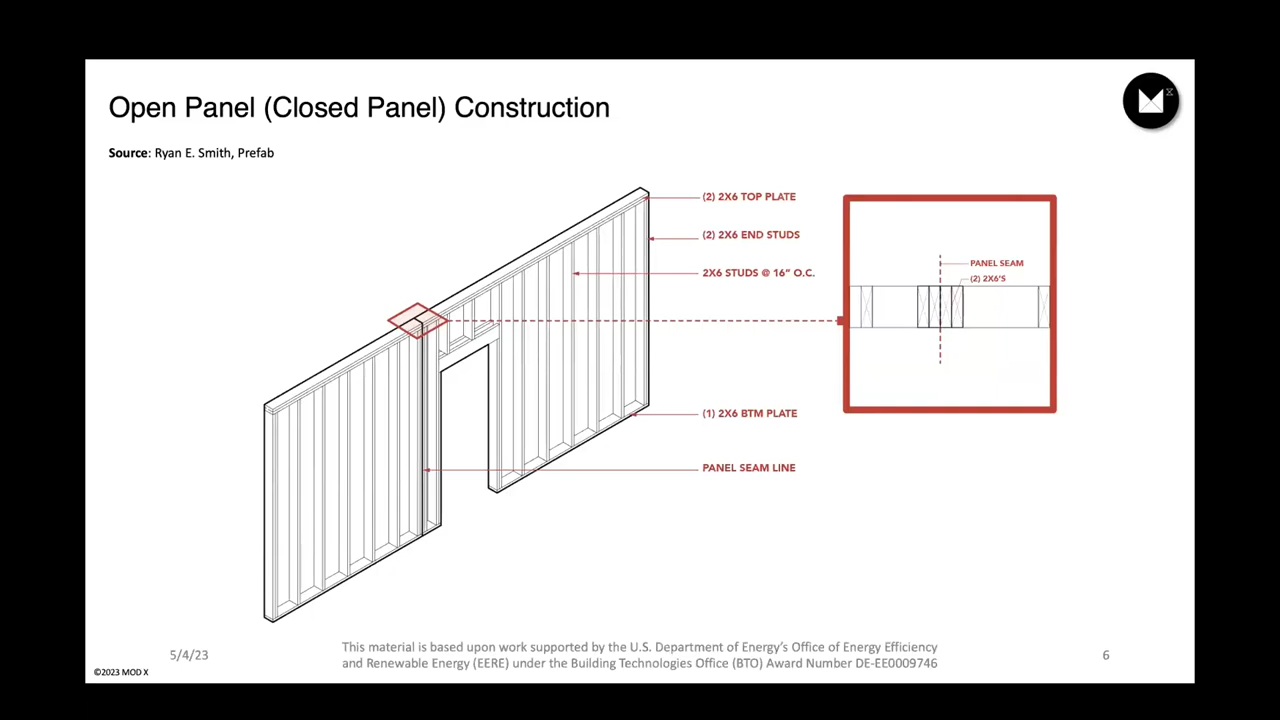 Open Panel (Closed Panel) Construction
Source: Ryan E. Smith, Prefab
(2) 2X6 TOP PLATE
(2) 2X6 END STUDS
2X6 STUDS @ 16" O.C.
PANEL SEAM
(2) 2X6'S
(1) 2X6 BTM PLATE
PANEL SEAM LINE
5/4/23
This material is based upon work supported by the U.S. Department of Energy's Office of Energy Efficiency
and Renewable Energy (EERE) under the Building Technologies Office (BTO) Award Number DE-EE0009746
6
©2023 MOD X